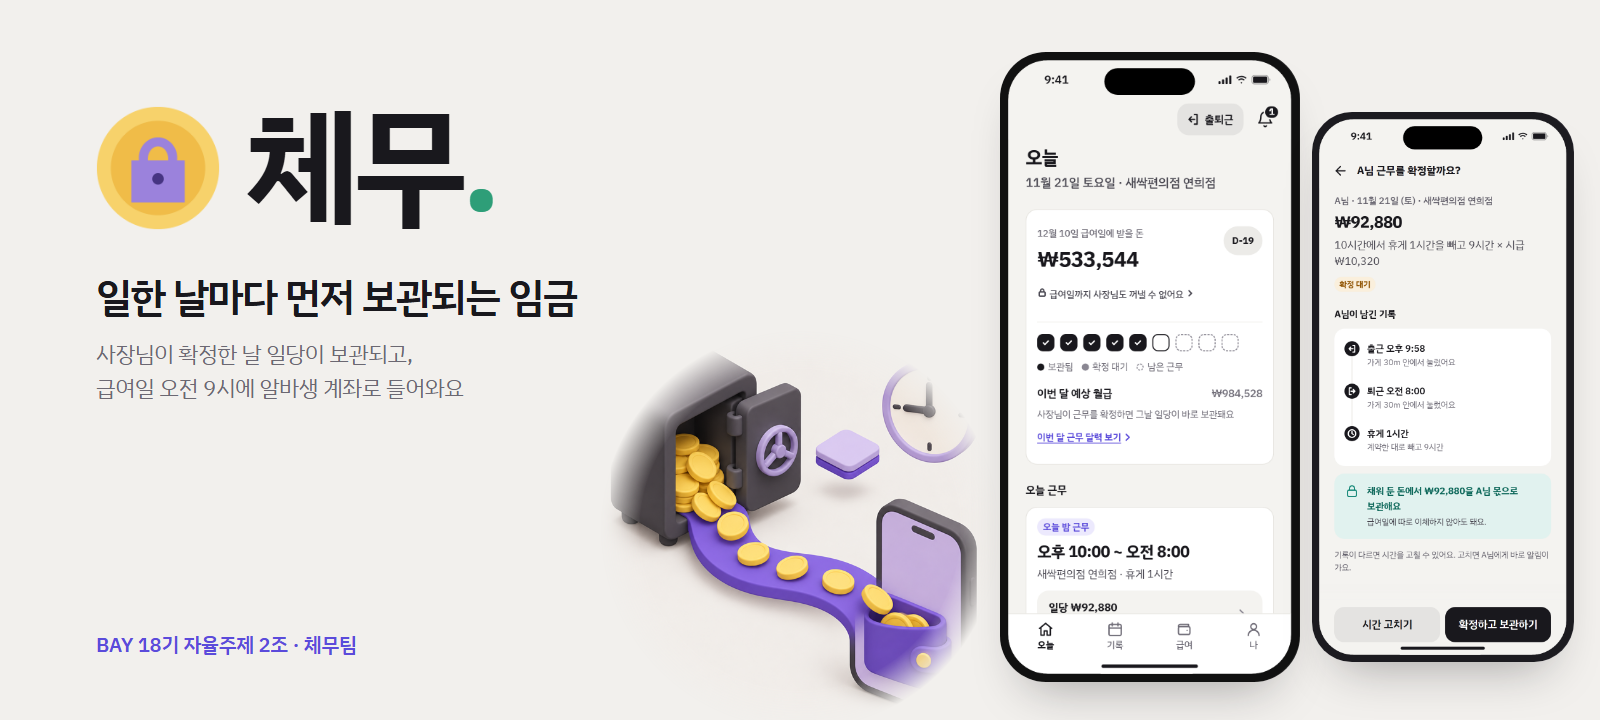 체무.
일한 날마다 먼저 보관되는 임금
사장님이 확정한 날 일당이 보관되고,
급여일 오전 9시에 알바생 계좌로 들어와요
BAY 18기 자율주제 2조 · 체무팀
9:41
출퇴근
1
오늘
11월 21일 토요일 · 새싹편의점 연희점
12월 10일 급여일에 받을 돈
D-19
₩533,544
급여일까지 사장님도 꺼낼 수 없어요
보관됨 확정 대기 남은 근무
이번 달 예상 월급 ₩984,528
사장님이 근무를 확정하면 그날 일당이 바로 보관돼요
이번 달 근무 달력 보기
오늘 근무
오늘 밤 근무
오후 10:00 ~ 오전 8:00
새싹편의점 연희점 · 휴게 1시간
일당 ₩92,880
오늘 기록 급여 나
9:41
A님 근무를 확정할까요?
A님 · 11월 21일 (토) · 새싹편의점 연희점
₩92,880
10시간에서 휴게 1시간을 빼고 9시간 × 시급
₩10,320
확정 대기
A님이 남긴 기록
출근 오후 9:58
가게 30m 안에서 눌렀어요
퇴근 오전 8:00
가게 30m 안에서 눌렀어요
휴게 1시간
계약한 대로 빼고 9시간
채워 둔 돈에서 ₩92,880을 A님 몫으로
보관해요
급여일에 따로 이체하지 않아도 돼요.
기록이 다르면 시간을 고칠 수 있어요. 고치면 A님에게 바로 알림이
가요.
시간 고치기 확정하고 보관하기